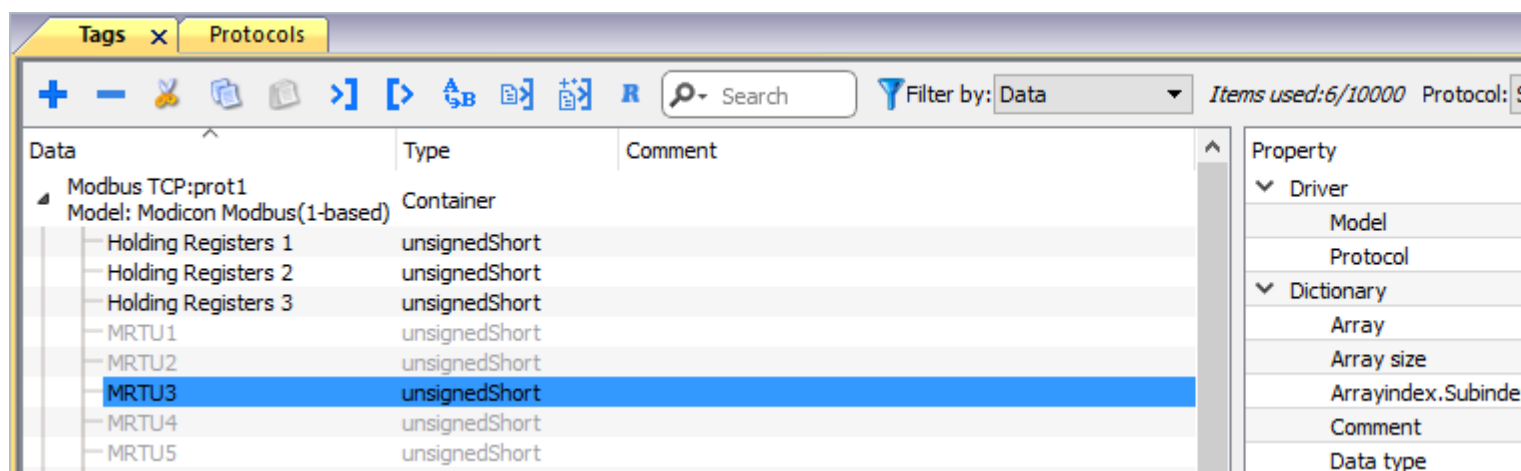 Tags Protocols
Search Filter by: Data Items used:6/10000 Protocol:
Data Type Comment Property
Modbus TCP:prot1
Model: Modicon Modbus(1-based) Container
Driver
Model
Holding Registers 1 unsignedShort
Protocol
Holding Registers 2 unsignedShort
Dictionary
Holding Registers 3 unsignedShort
Array
MRTU1 unsignedShort
Array size
MRTU2 unsignedShort
Arrayindex.Subinde
MRTU3 unsignedShort
Comment
MRTU4 unsignedShort
Data type
MRTU5 unsignedShort